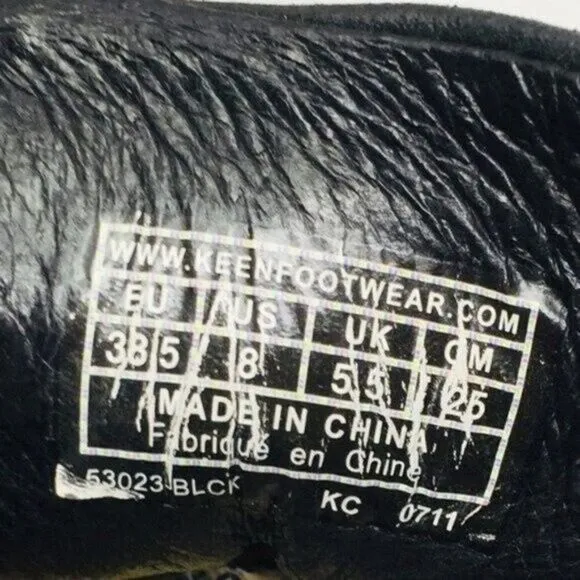 WWW.KEENFOOTWEAR.COM
EU US UK CM
38.5 8 5.5 25
MADE IN CHINA
Fabriqué en Chine
53023-BLCK KC 0711